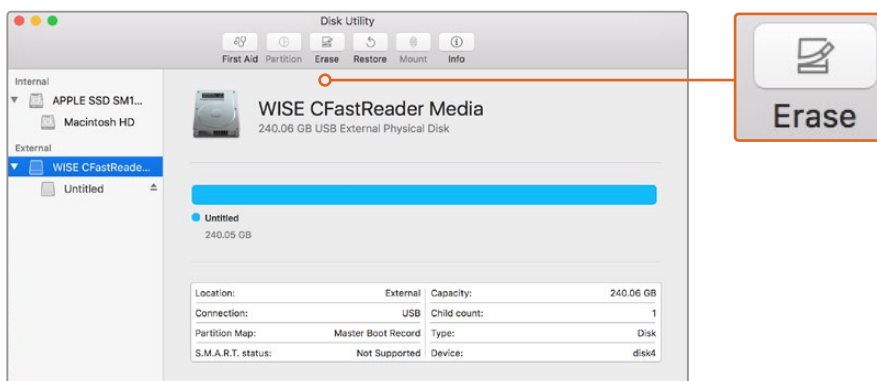 Disk Utility
First Aid Partition Erase Restore Mount Info
Erase
Internal
APPLE SSD SM1...
Macintosh HD
External
WISE CFastReade...
Untitled
WISE CFastReader Media
240.06 GB USB External Physical Disk
Untitled
240.05 GB
Location: External Capacity: 240.06 GB
Connection: USB Child count: 1
Partition Map: Master Boot Record Type: Disk
S.M.A.R.T. status: Not Supported Device: disk4